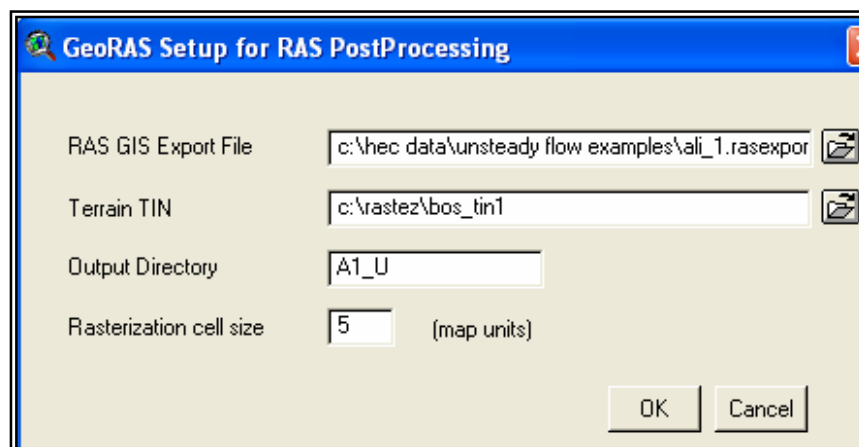 GeoRAS Setup for RAS PostProcessing
RAS GIS Export File c:\hec data\unsteady flow examples\ali_1.rasexpor
Terrain TIN c:\rastez\bos_tin1
Output Directory A1_U
Rasterization cell size 5 (map units)
OK Cancel